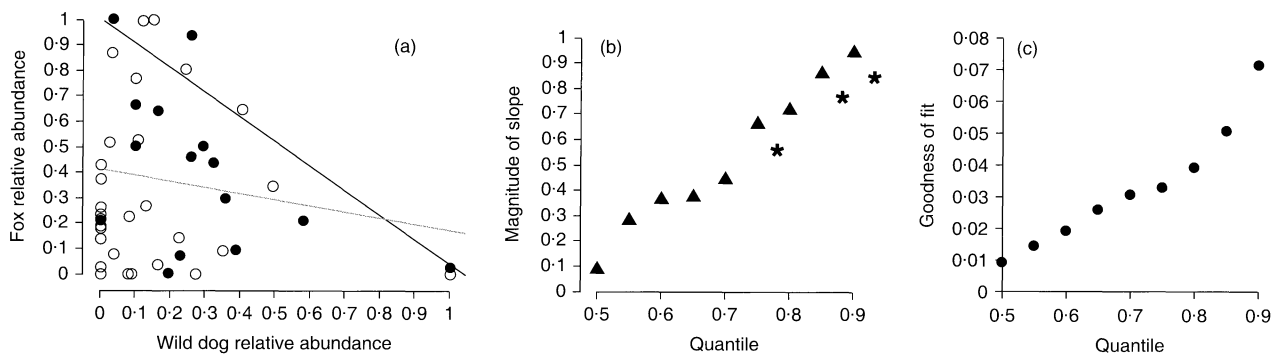 (a)
Fox relative abundance
1
0·9
0·8
0·7
0·6
0·5
0·4
0·3
0·2
0·1
0
0 0·1 0·2 0·3 0·4 0·5 0·6 0·7 0·8 0·9 1
Wild dog relative abundance
(b)
Magnitude of slope
1
0·9
0·8
0·7
0·6
0·5
0·4
0·3
0·2
0·1
0
0·5 0·6 0·7 0·8 0·9
Quantile
(c)
Goodness of fit
0·08
0·07
0·06
0·05
0·04
0·03
0·02
0·01
0
0·5 0·6 0·7 0·8 0·9
Quantile